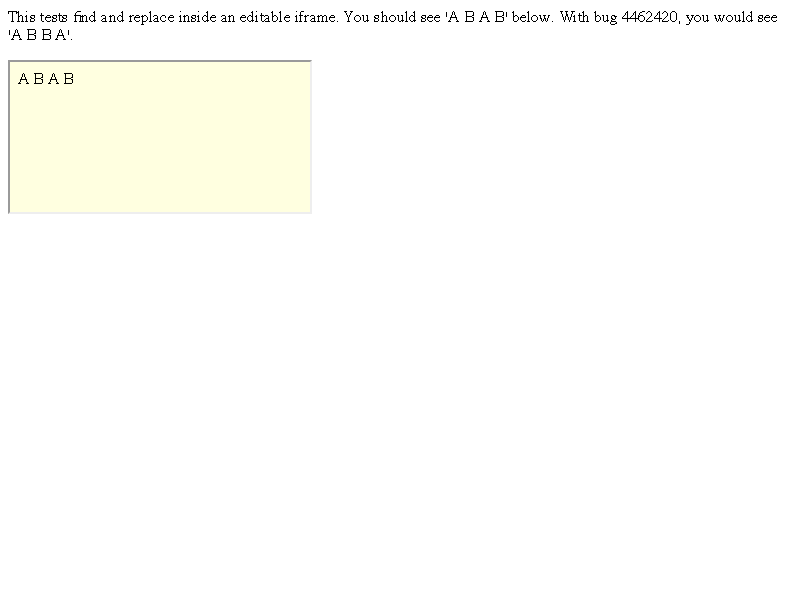 This tests find and replace inside an editable iframe. You should see 'A B A B' below. With bug 4462420, you would see
'A B B A'.
A B A B